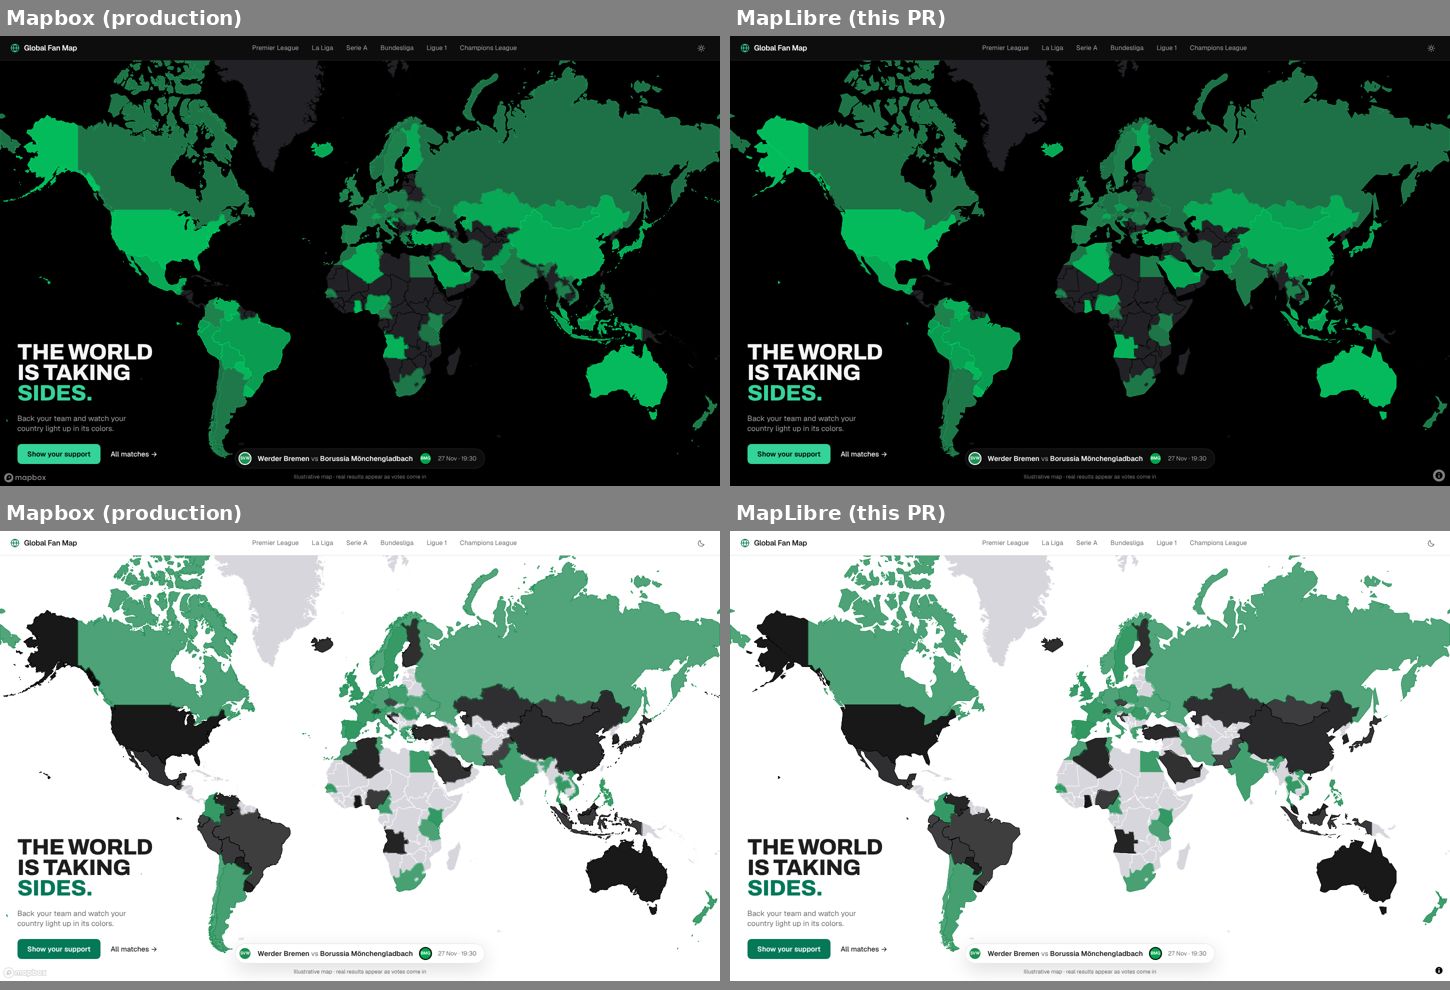 Mapbox (production)
MapLibre (this PR)
Global Fan Map
Premier League La Liga Serie A Bundesliga Ligue 1 Champions League
THE WORLD
IS TAKING
SIDES.
Back your team and watch your
country light up in its colors.
Show your support All matches →
SVW Werder Bremen vs Borussia Mönchengladbach BMG 27 Nov · 19:30
Illustrative map · real results appear as votes come in
mapbox
Global Fan Map
Premier League La Liga Serie A Bundesliga Ligue 1 Champions League
THE WORLD
IS TAKING
SIDES.
Back your team and watch your
country light up in its colors.
Show your support All matches →
SVW Werder Bremen vs Borussia Mönchengladbach BMG 27 Nov · 19:30
Illustrative map · real results appear as votes come in
Mapbox (production)
MapLibre (this PR)
Global Fan Map
Premier League La Liga Serie A Bundesliga Ligue 1 Champions League
THE WORLD
IS TAKING
SIDES.
Back your team and watch your
country light up in its colors.
Show your support All matches →
SVW Werder Bremen vs Borussia Mönchengladbach BMG 27 Nov · 19:30
Illustrative map · real results appear as votes come in
mapbox
Global Fan Map
Premier League La Liga Serie A Bundesliga Ligue 1 Champions League
THE WORLD
IS TAKING
SIDES.
Back your team and watch your
country light up in its colors.
Show your support All matches →
SVW Werder Bremen vs Borussia Mönchengladbach BMG 27 Nov · 19:30
Illustrative map · real results appear as votes come in